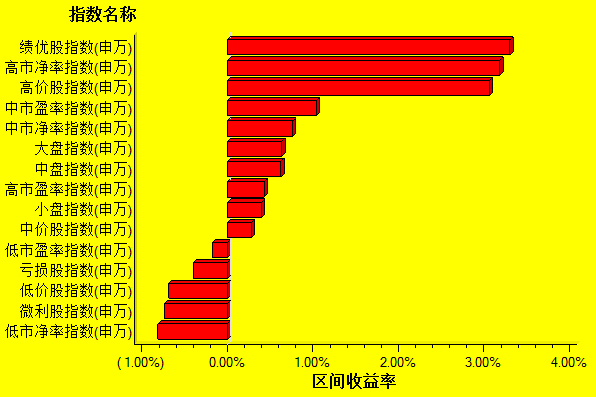 指数名称
绩优股指数(申万)
高市净率指数(申万)
高价股指数(申万)
中市盈率指数(申万)
中市净率指数(申万)
大盘指数(申万)
中盘指数(申万)
高市盈率指数(申万)
小盘指数(申万)
中价股指数(申万)
低市盈率指数(申万)
亏损股指数(申万)
低价股指数(申万)
微利股指数(申万)
低市净率指数(申万)
(1.00%) 0.00% 1.00% 2.00% 3.00% 4.00%
区间收益率